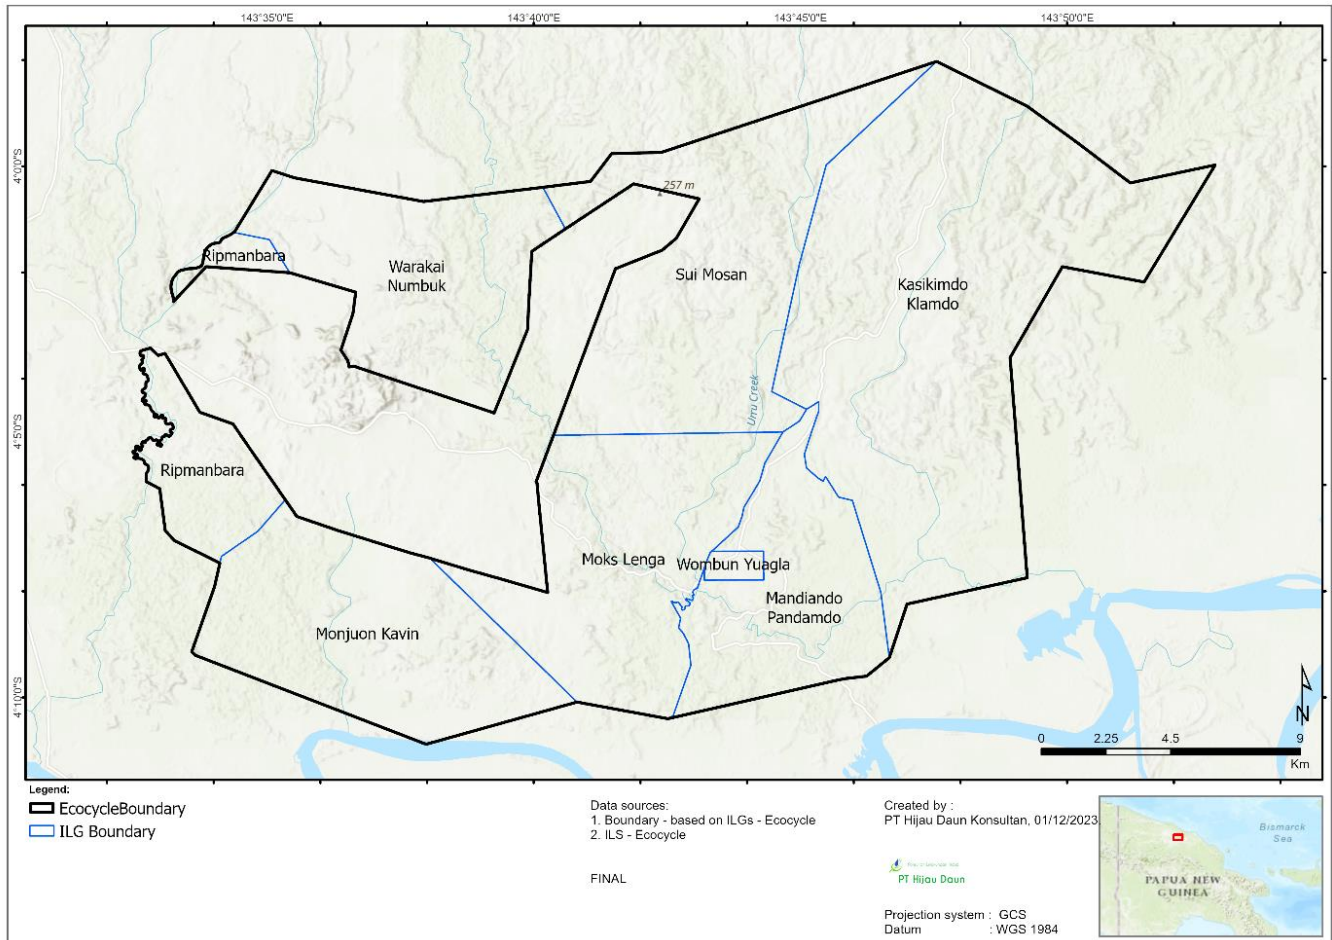 143°35'0"E
143°40'0"E
143°45'0"E
143°50'0"E
4°0'0"S
4°5'0"S
4°10'0"S
257 m
Ripmanbara
Warakai
Numbuk
Sui Mosan
Kasikimdo
Klamdo
Urru Creek
Ripmanbara
Moks Lenga
Wombun Yuagla
Mandiando
Pandamdo
Monjuon Kavin
N
0 2.25 4.5 9
Km
Legend:
EcocycleBoundary
ILG Boundary
Data sources:
1. Boundary - based on ILGs - Ecocycle
2. ILS - Ecocycle
FINAL
Created by :
PT Hijau Daun Konsultan, 01/12/2023
PT Hijau Daun
Projection system : GCS
Datum : WGS 1984
Bismarck
Sea
PAPUA NEW
GUINEA